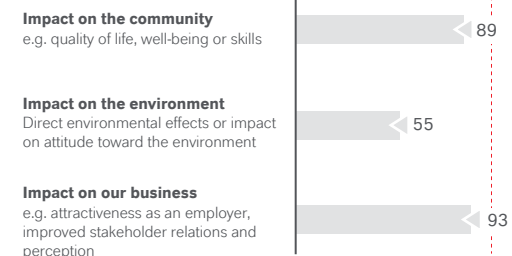 Impact on the community
e.g. quality of life, well-being or skills
89
Impact on the environment
Direct environmental effects or impact
on attitude toward the environment
55
Impact on our business
e.g. attractiveness as an employer,
improved stakeholder relations and
perception
93